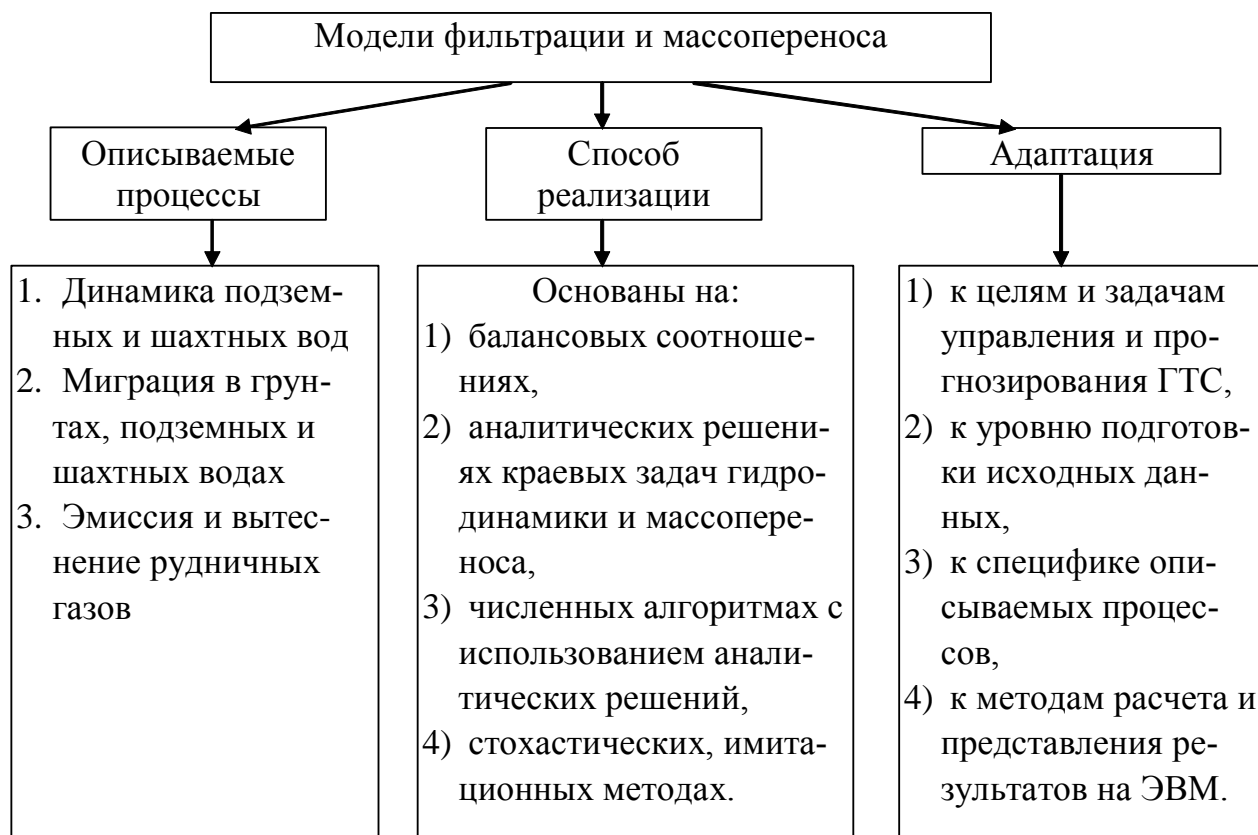 Модели фильтрации и массопереноса
Описываемые
процессы
Способ
реализации
Адаптация
1. Динамика подзем-
ных и шахтных вод
2. Миграция в грун-
тах, подземных и
шахтных водах
3. Эмиссия и вытес-
нение рудничных
газов
Основаны на:
1) балансовых соотноше-
ниях,
2) аналитических решени-
ях краевых задач гидро-
динамики и массопере-
носа,
3) численных алгоритмах с
использованием анали-
тических решений,
4) стохастических, имита-
ционных методах.
1) к целям и задачам
управления и про-
гнозирования ГТС,
2) к уровню подготов-
ки исходных дан-
ных,
3) к специфике опи-
сываемых процес-
сов,
4) к методам расчета и
представления ре-
зультатов на ЭВМ.